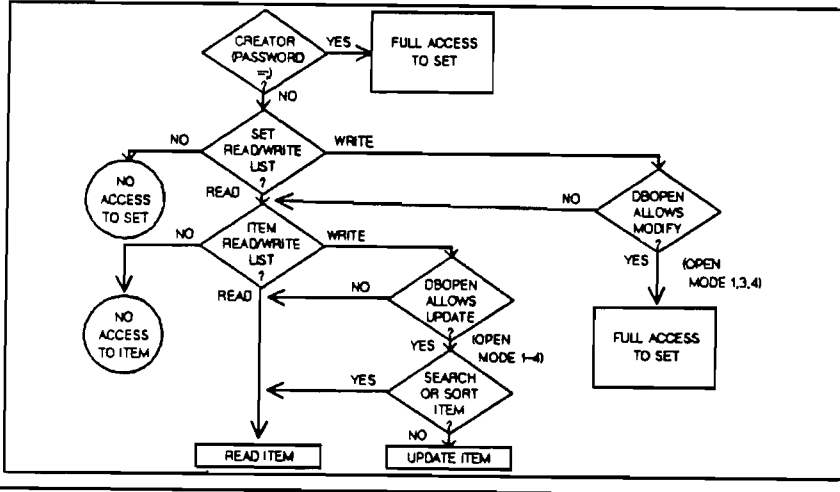 CREATOR
(PASSWORD
=;)
?
YES
FULL ACCESS
TO SET
NO
SET
READ/WRITE
LIST
?
NO
WRITE
READ
NO
ACCESS
TO SET
DBOPEN
ALLOWS
MODIFY
?
NO
YES
(OPEN
MODE 1,3,4)
FULL ACCESS
TO SET
ITEM
READ/WRITE
LIST
?
NO
WRITE
READ
NO
ACCESS
TO ITEM
DBOPEN
ALLOWS
UPDATE
?
NO
YES
(OPEN
MODE 1-4)
SEARCH
OR SORT
ITEM
?
YES
NO
READ ITEM
UPDATE ITEM